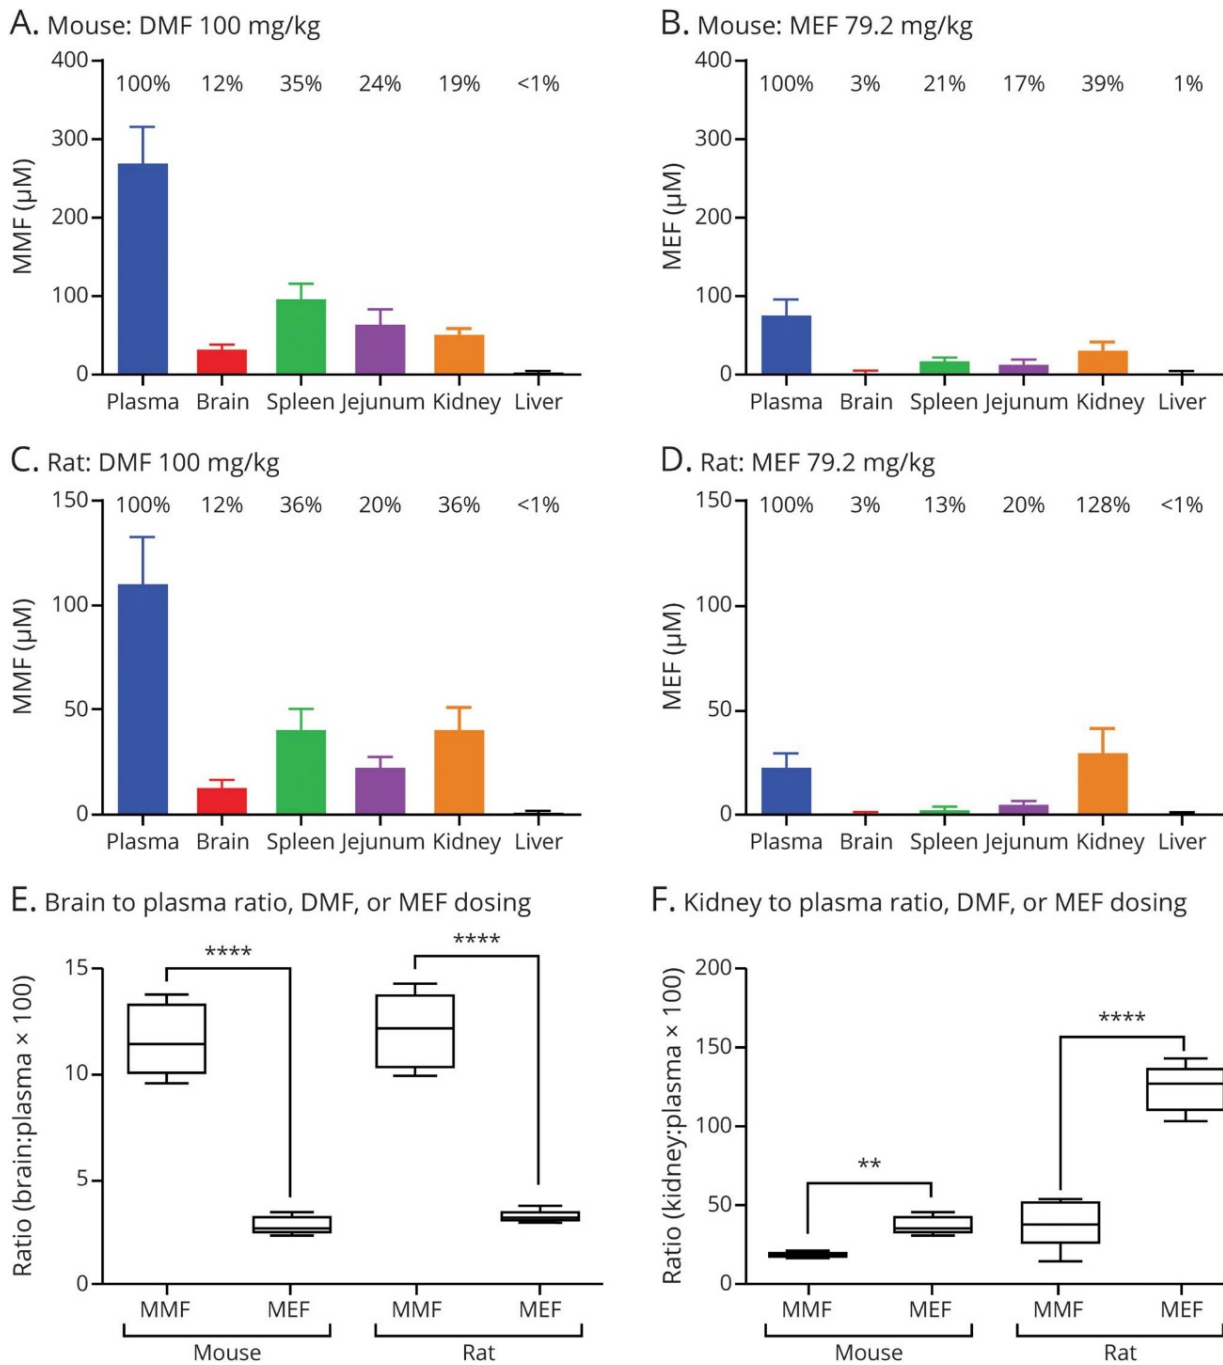 A. Mouse: DMF 100 mg/kg
400
300
200
100
0
MMF (µM)
100% 12% 35% 24% 19% <1%
Plasma Brain Spleen Jejunum Kidney Liver
B. Mouse: MEF 79.2 mg/kg
400
300
200
100
0
MEF (µM)
100% 3% 21% 17% 39% 1%
Plasma Brain Spleen Jejunum Kidney Liver
C. Rat: DMF 100 mg/kg
150
100
50
0
MMF (µM)
100% 12% 36% 20% 36% <1%
Plasma Brain Spleen Jejunum Kidney Liver
D. Rat: MEF 79.2 mg/kg
150
100
50
0
MEF (µM)
100% 3% 13% 20% 128% <1%
Plasma Brain Spleen Jejunum Kidney Liver
E. Brain to plasma ratio, DMF, or MEF dosing
15
10
5
0
Ratio (brain:plasma × 100)
**** ****
MMF MEF MMF MEF
Mouse Rat
F. Kidney to plasma ratio, DMF, or MEF dosing
200
150
100
50
0
Ratio (kidney:plasma × 100)
** ****
MMF MEF MMF MEF
Mouse Rat